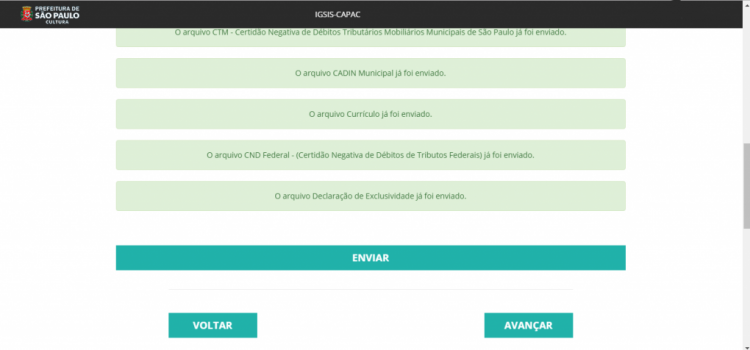 PREFEITURA DE
SÃO PAULO
CULTURA
IGSIS-CAPAC
O arquivo CTM - Certidão Negativa de Débitos Tributários Mobiliários Municipais de São Paulo já foi enviado.
O arquivo CADIN Municipal já foi enviado.
O arquivo Currículo já foi enviado.
O arquivo CND Federal - (Certidão Negativa de Débitos de Tributos Federais) já foi enviado.
O arquivo Declaração de Exclusividade já foi enviado.
ENVIAR
VOLTAR
AVANÇAR